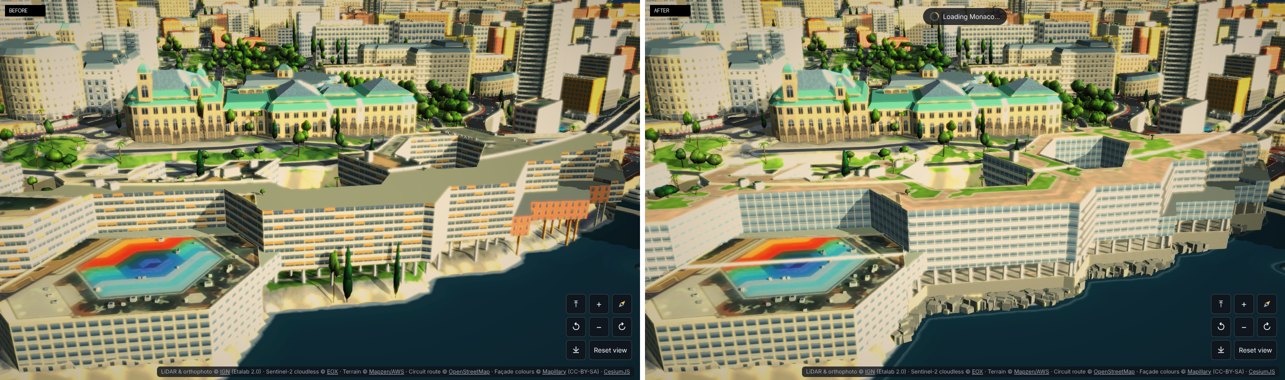 BEFORE
AFTER
Loading Monaco...
Reset view
Reset view
LiDAR & orthophoto © IGN (Etalab 2.0) · Sentinel-2 cloudless © EOX · Terrain © Mapzen/AWS · Circuit route © OpenStreetMap · Façade colours © Mapillary (CC-BY-SA) · CesiumJS
LiDAR & orthophoto © IGN (Etalab 2.0) · Sentinel-2 cloudless © EOX · Terrain © Mapzen/AWS · Circuit route © OpenStreetMap · Façade colours © Mapillary (CC-BY-SA) · CesiumJS